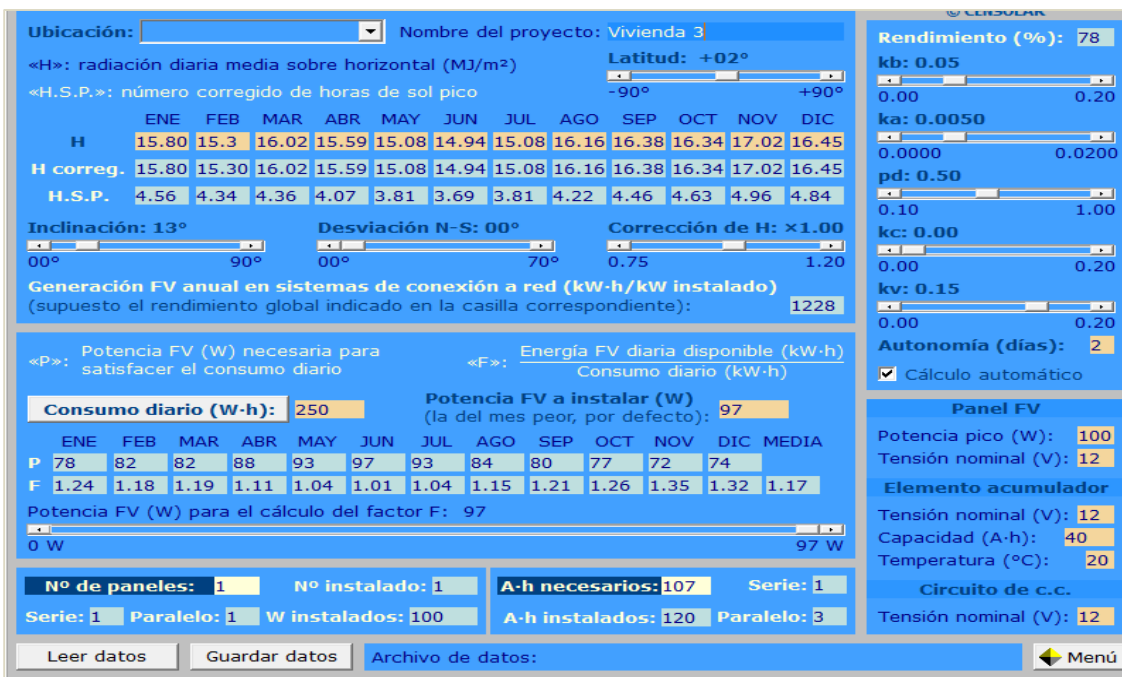 © CENSOLAR
Ubicación: Nombre del proyecto: Vivienda 3
«H»: radiación diaria media sobre horizontal (MJ/m²) Latitud: +02°
«H.S.P.»: número corregido de horas de sol pico -90° +90°
ENE FEB MAR ABR MAY JUN JUL AGO SEP OCT NOV DIC
H 15.80 15.3 16.02 15.59 15.08 14.94 15.08 16.16 16.38 16.34 17.02 16.45
H correg. 15.80 15.30 16.02 15.59 15.08 14.94 15.08 16.16 16.38 16.34 17.02 16.45
H.S.P. 4.56 4.34 4.36 4.07 3.81 3.69 3.81 4.22 4.46 4.63 4.96 4.84
Inclinación: 13° Desviación N-S: 00° Corrección de H: ×1.00
00° 90° 00° 70° 0.75 1.20
Generación FV anual en sistemas de conexión a red (kW·h/kW instalado)
(supuesto el rendimiento global indicado en la casilla correspondiente): 1228
«P»: Potencia FV (W) necesaria para
satisfacer el consumo diario
«F»: Energía FV diaria disponible (kW·h)
Consumo diario (kW·h)
Consumo diario (W·h): 250 Potencia FV a instalar (W)
(la del mes peor, por defecto): 97
ENE FEB MAR ABR MAY JUN JUL AGO SEP OCT NOV DIC MEDIA
P 78 82 82 88 93 97 93 84 80 77 72 74
F 1.24 1.18 1.19 1.11 1.04 1.01 1.04 1.15 1.21 1.26 1.35 1.32 1.17
Potencia FV (W) para el cálculo del factor F: 97
0 W 97 W
Nº de paneles: 1 Nº instalado: 1
Serie: 1 Paralelo: 1 W instalados: 100
A·h necesarios: 107 Serie: 1
A·h instalados: 120 Paralelo: 3
Leer datos Guardar datos Archivo de datos:
Rendimiento (%): 78
kb: 0.05
0.00 0.20
ka: 0.0050
0.0000 0.0200
pd: 0.50
0.10 1.00
kc: 0.00
0.00 0.20
kv: 0.15
0.00 0.20
Autonomía (días): 2
Cálculo automático
Panel FV
Potencia pico (W): 100
Tensión nominal (V): 12
Elemento acumulador
Tensión nominal (V): 12
Capacidad (A·h): 40
Temperatura (°C): 20
Circuito de c.c.
Tensión nominal (V): 12
Menú